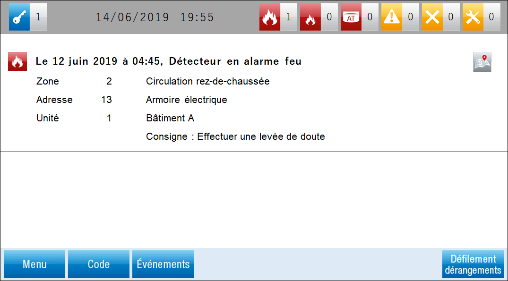 1 14/06/2019 19:55 1 0 AT 0 0 0 0
Le 12 juin 2019 à 04:45, Détecteur en alarme feu
Zone 2 Circulation rez-de-chaussée
Adresse 13 Armoire électrique
Unité 1 Bâtiment A
Consigne : Effectuer une levée de doute
Menu Code Événements Défilement
dérangements